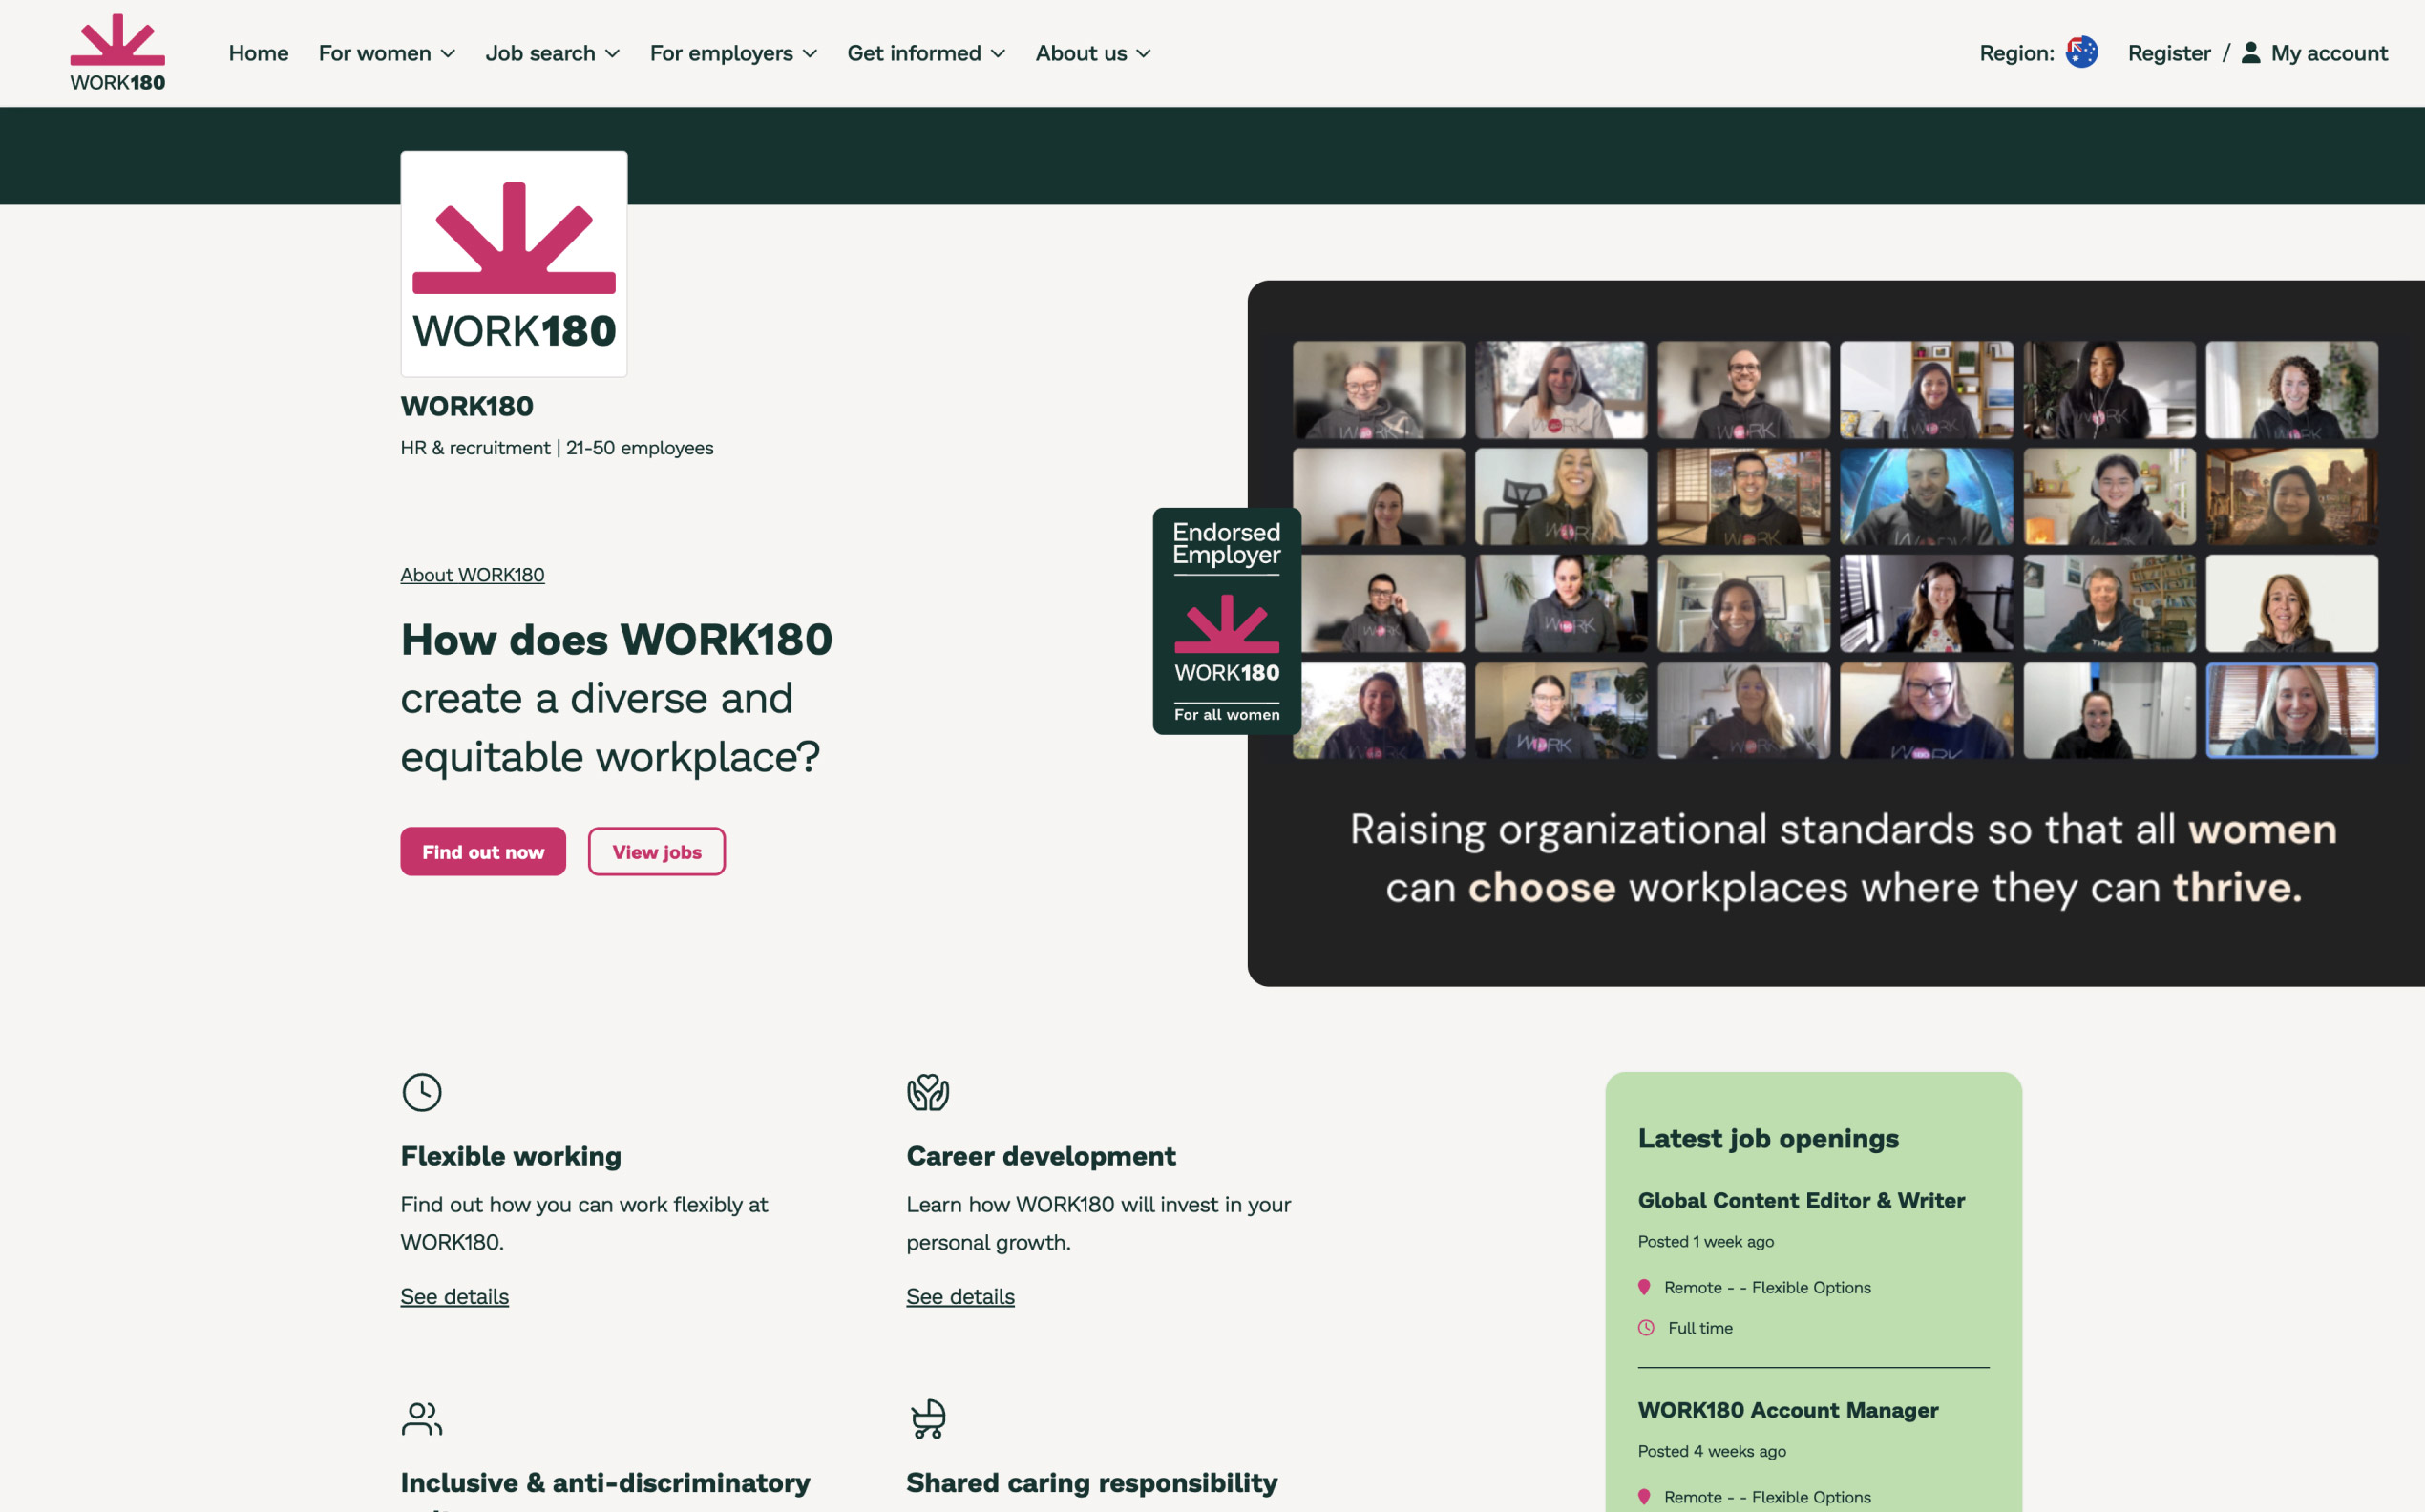 WORK180
Home
For women
Job search
For employers
Get informed
About us
Region:
Register / My account
WORK180
WORK180
HR & recruitment | 21-50 employees
About WORK180
How does WORK180
create a diverse and
equitable workplace?
Find out now
View jobs
Endorsed
Employer
WORK180
For all women
Raising organizational standards so that all women
can choose workplaces where they can thrive.
Flexible working
Find out how you can work flexibly at
WORK180.
See details
Career development
Learn how WORK180 will invest in your
personal growth.
See details
Inclusive & anti-discriminatory
Shared caring responsibility
Latest job openings
Global Content Editor & Writer
Posted 1 week ago
Remote - - Flexible Options
Full time
WORK180 Account Manager
Posted 4 weeks ago
Remote - - Flexible Options